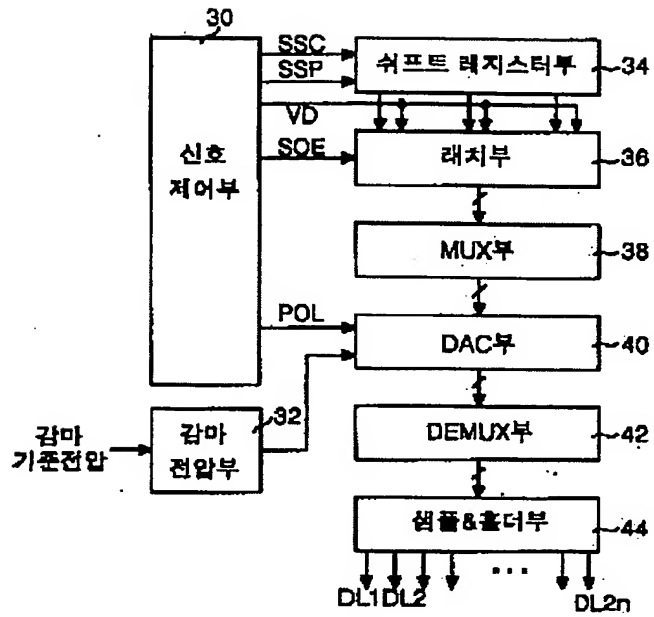 30
SSC
SSP
VD
SOE
POL
신호
제어부
쉬프트 레지스터부
34
래치부
36
MUX부
38
DAC부
40
DEMUX부
42
샘플&홀더부
44
감마
기준전압
감마
전압부
32
DL1 DL2
...
DL2n